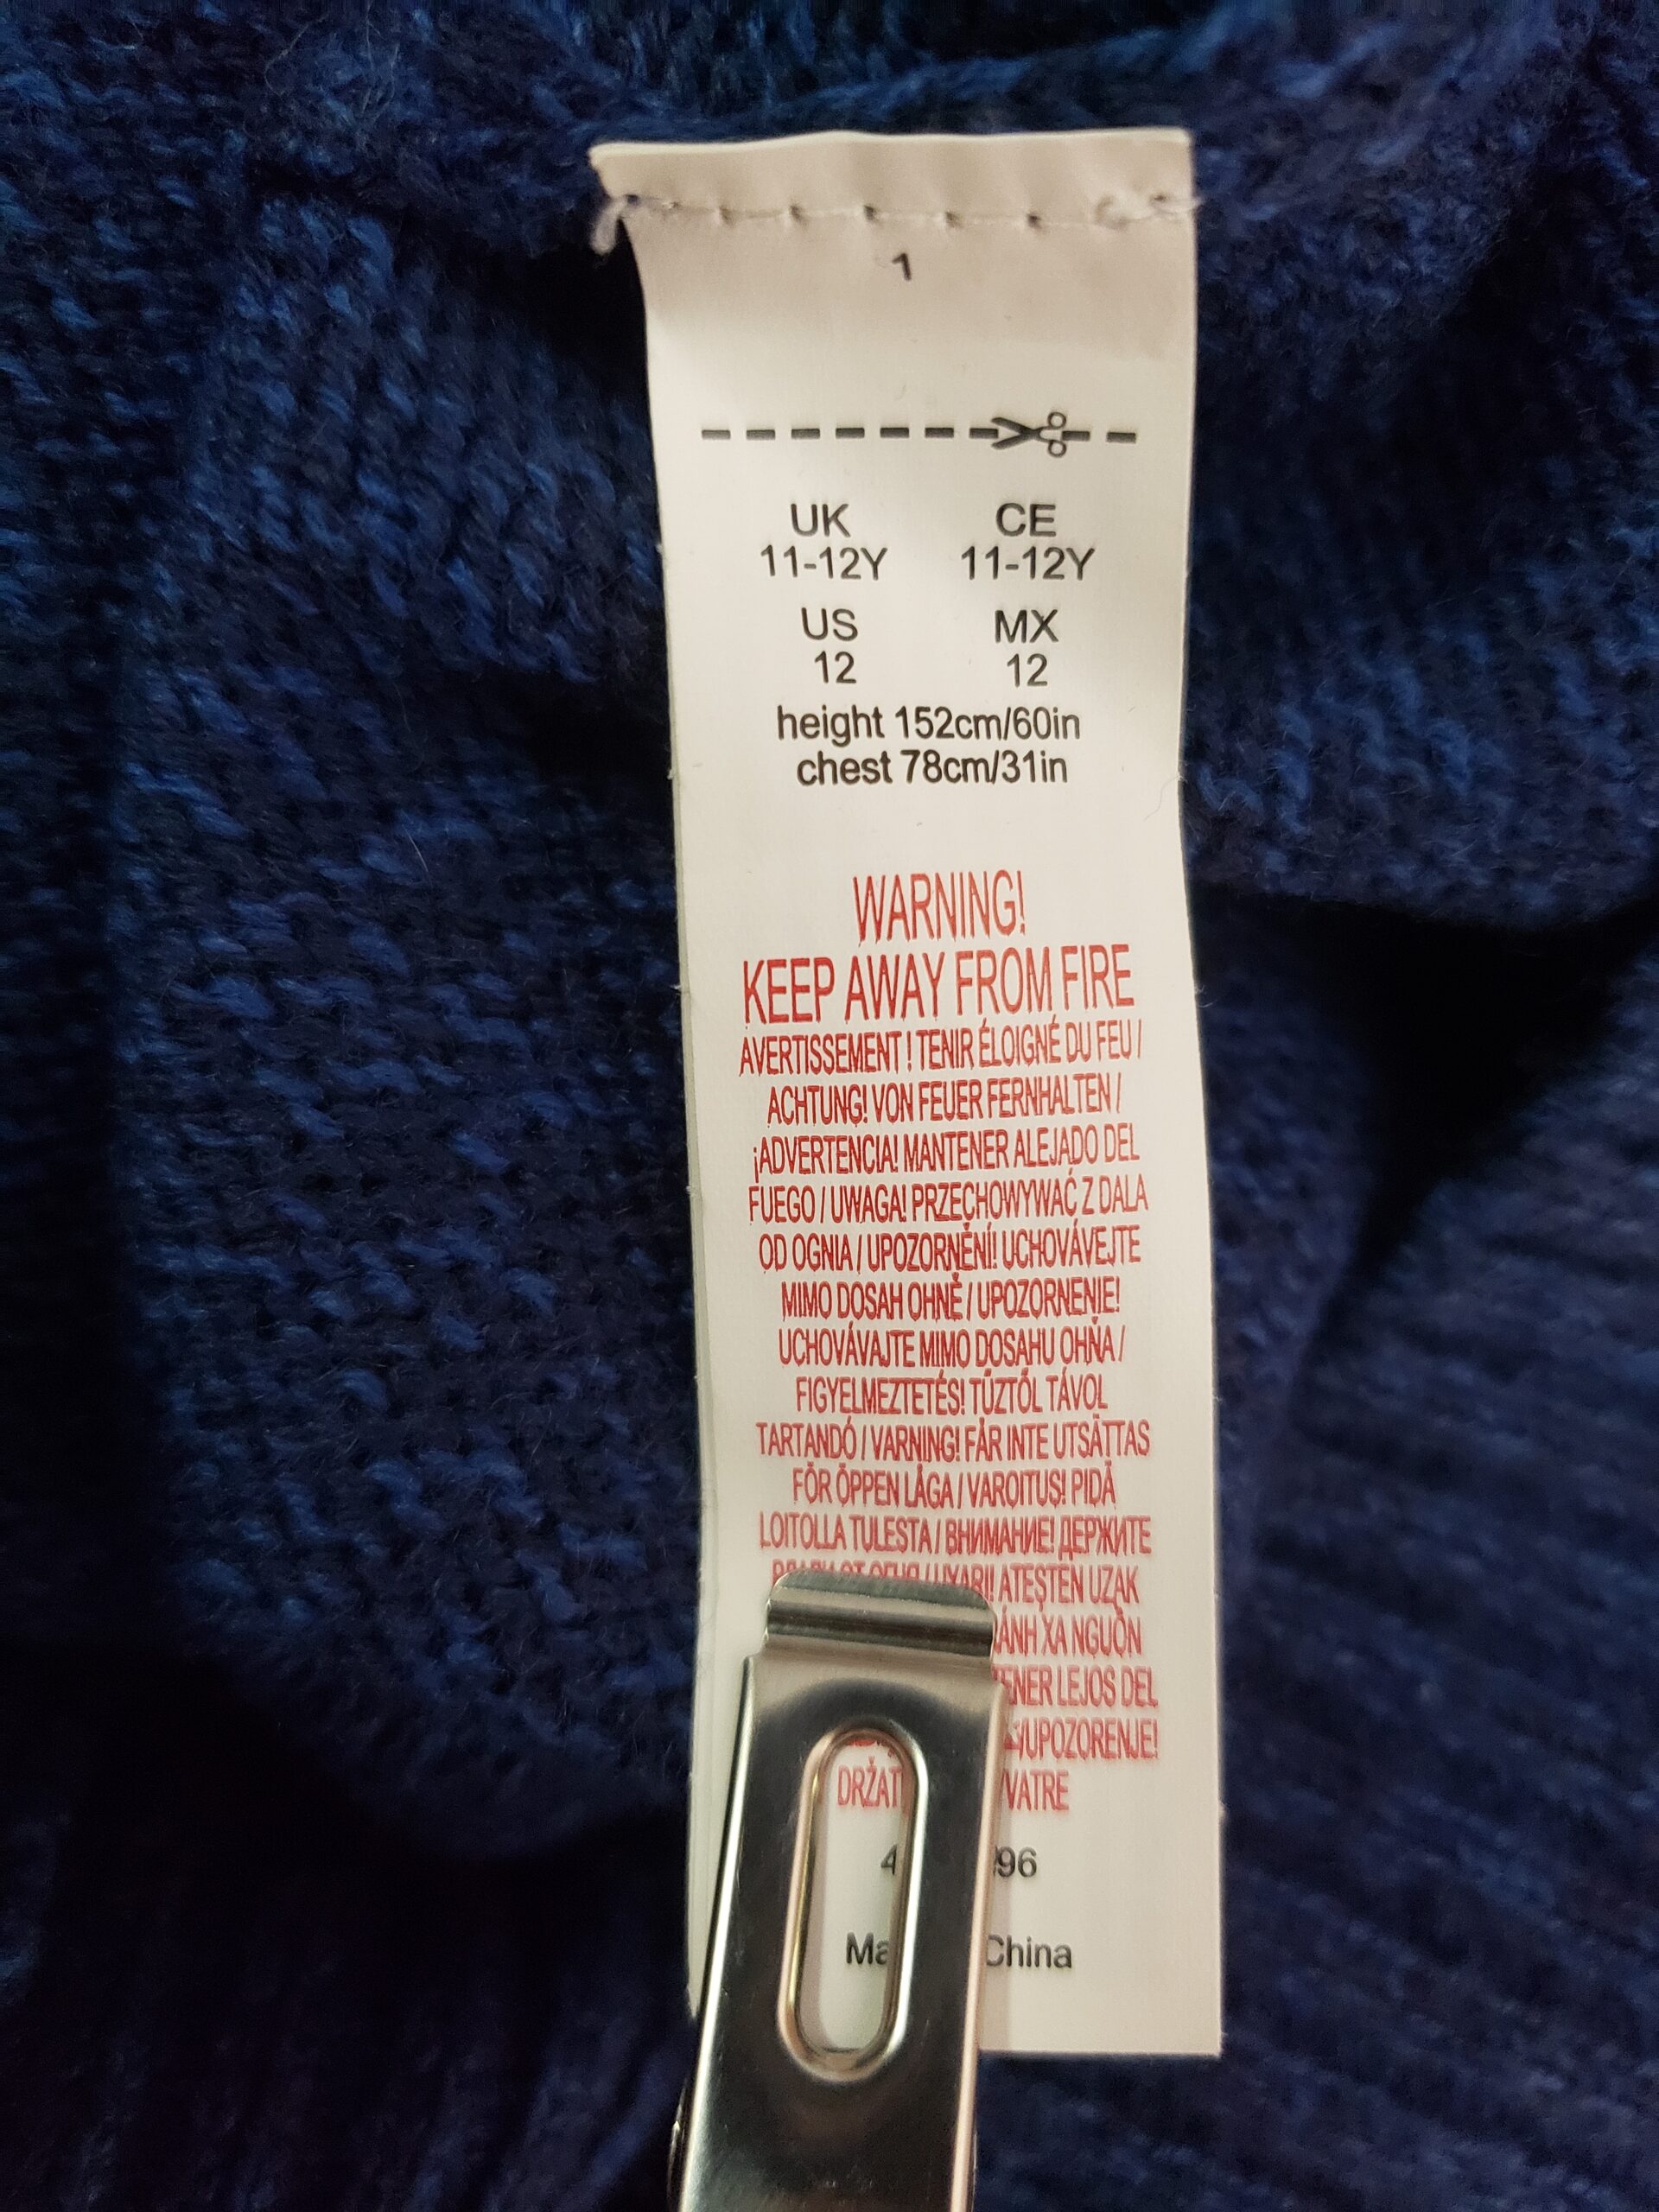 1
UK CE
11-12Y 11-12Y
US MX
12 12
height 152cm/60in
chest 78cm/31in
WARNING!
KEEP AWAY FROM FIRE
AVERTISSEMENT ! TENIR ÉLOIGNÉ DU FEU /
ACHTUNG! VON FEUER FERNHALTEN /
¡ADVERTENCIA! MANTENER ALEJADO DEL
FUEGO / UWAGA! PRZECHOWYWAĆ Z DALA
OD OGNIA / UPOZORNĚNÍ! UCHOVÁVEJTE
MIMO DOSAH OHNĚ / UPOZORNENIE!
UCHOVÁVAJTE MIMO DOSAHU OHŇA /
FIGYELMEZTETÉS! TŰZTŐL TÁVOL
TARTANDÓ / VARNING! FÅR INTE UTSÄTTAS
FÖR ÖPPEN LÅGA / VAROITUS! PIDÄ
LOITOLLA TULESTA / ВНИМАНИЕ! ДЕРЖИТЕ
ATEŞTEN UZAK
XA NGUỒN
LEJOS DEL
/UPOZORENJE!
VATRE
China